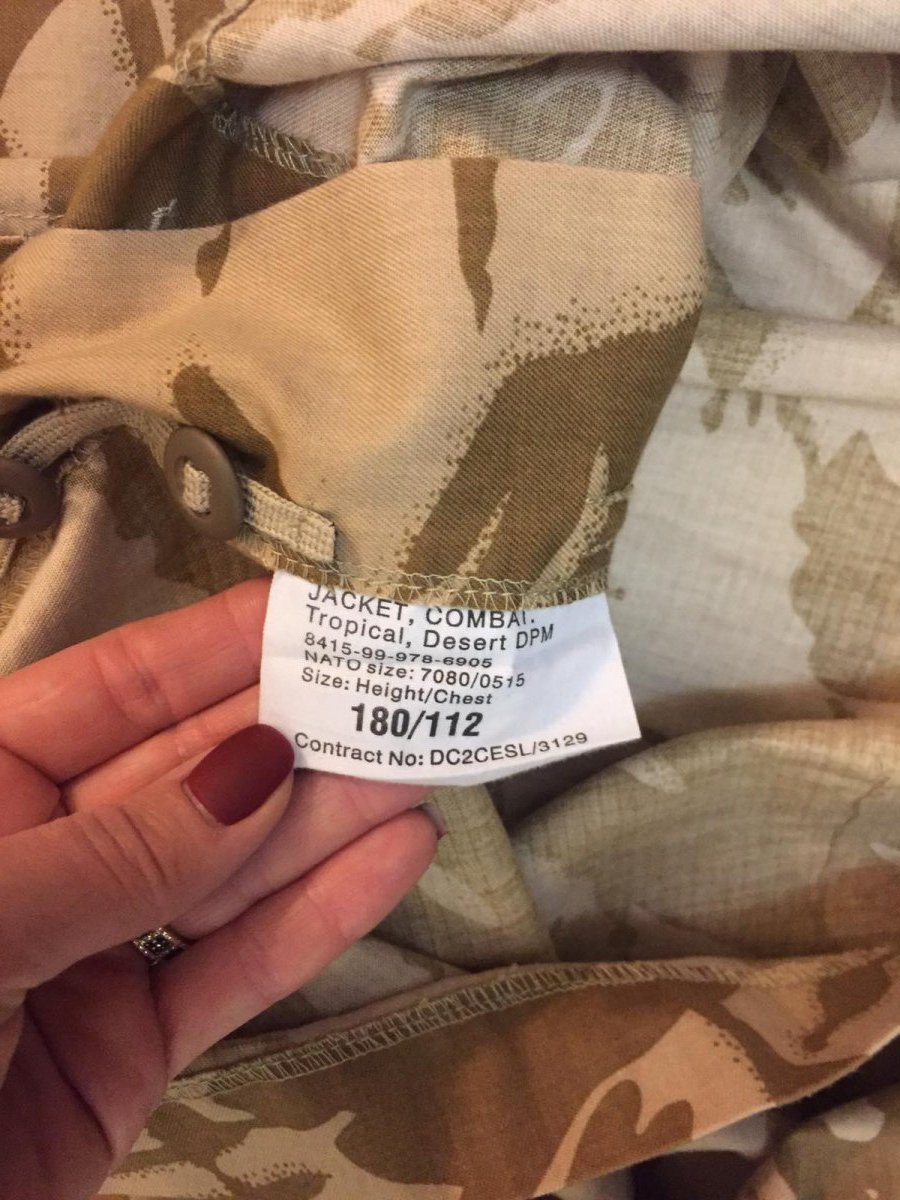 JACKET, COMBAT.
Tropical, Desert DPM
8415-99-978-6905
NATO size: 7080/0515
Size: Height/Chest
180/112
Contract No: DC2CESL/3129